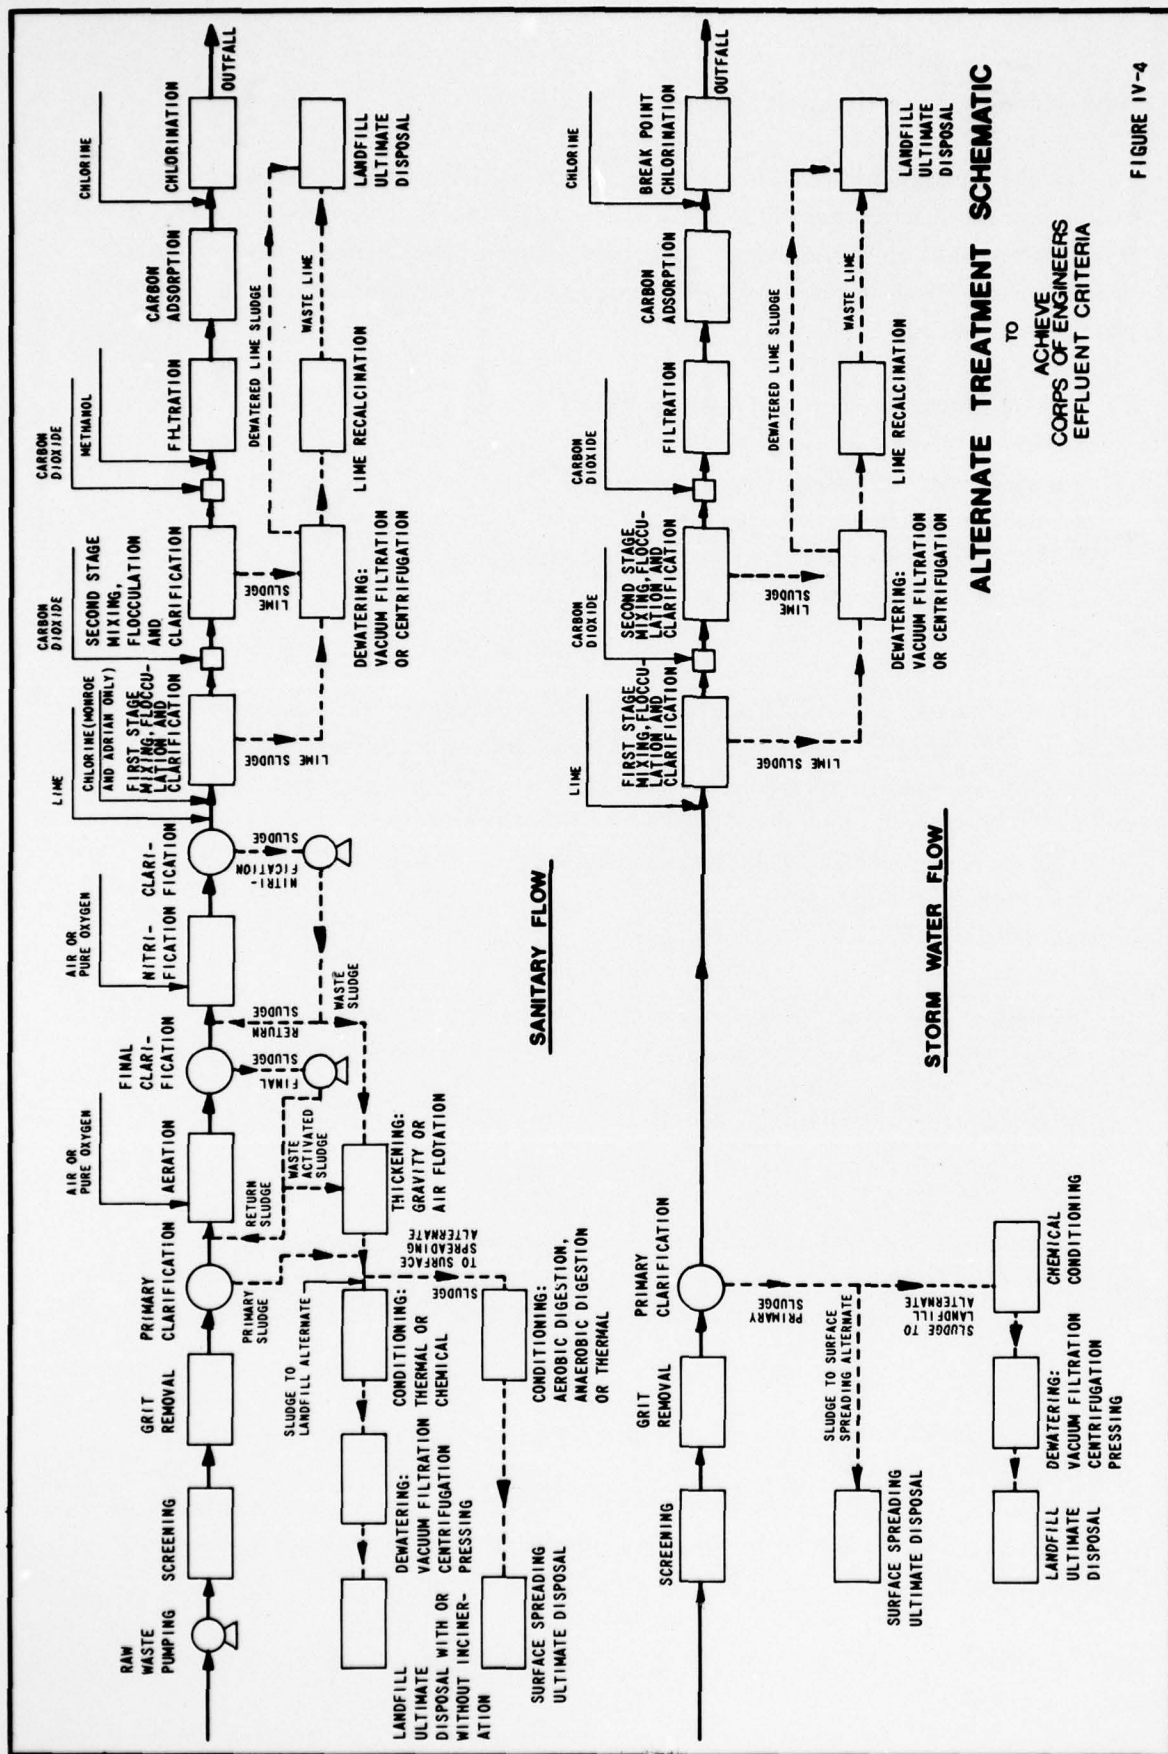 RAW
WASTE
PUMPING
SCREENING
GRIT
REMOVAL
PRIMARY
CLARIFICATION
AIR OR
PURE OXYGEN
AERATION
FINAL
CLARI-
FICATION
AIR OR
PURE OXYGEN
NITRI-
FICATION
CLARI-
FICATION
LIME
CHLORINE (MONROE
AND ADRIAN ONLY)
FIRST STAGE
MIXING, FLOCCU-
LATION AND
CLARIFICATION
CARBON
DIOXIDE
SECOND STAGE
MIXING,
FLOCCULATION
AND
CLARIFICATION
CARBON
DIOXIDE
METHANOL
FILTRATION
CARBON
ADSORPTION
CHLORINE
CHLORINATION
OUTFALL
PRIMARY
SLUDGE
RETURN
SLUDGE
WASTE
ACTIVATED
SLUDGE
FINAL
SLUDGE
RETURN
SLUDGE
WASTE
SLUDGE
NITRI-
FICATION
SLUDGE
LIME SLUDGE
LIME
SLUDGE
DEWATERED LIME SLUDGE
WASTE LIME
DEWATERING:
VACUUM FILTRATION
OR CENTRIFUGATION
LIME RECALCINATION
LANDFILL
ULTIMATE
DISPOSAL
THICKENING:
GRAVITY OR
AIR FLOTATION
SLUDGE TO
LANDFILL ALTERNATE
SLUDGE
TO SURFACE
SPREADING
ALTERNATE
CONDITIONING:
THERMAL OR
CHEMICAL
DEWATERING:
VACUUM FILTRATION
CENTRIFUGATION
PRESSING
LANDFILL
ULTIMATE
DISPOSAL WITH OR
WITHOUT INCINER-
ATION
CONDITIONING:
AEROBIC DIGESTION,
ANAEROBIC DIGESTION
OR THERMAL
SURFACE SPREADING
ULTIMATE DISPOSAL
SANITARY FLOW
SCREENING
GRIT
REMOVAL
PRIMARY
CLARIFICATION
LIME
FIRST STAGE
MIXING, FLOCCU-
LATION AND
CLARIFICATION
CARBON
DIOXIDE
SECOND STAGE
MIXING, FLOCCU-
LATION AND
CLARIFICATION
CARBON
DIOXIDE
FILTRATION
CARBON
ADSORPTION
CHLORINE
BREAK POINT
CHLORINATION
OUTFALL
PRIMARY
SLUDGE
SLUDGE TO SURFACE
SPREADING ALTERNATE
SLUDGE TO
LANDFILL
ALTERNATE
SURFACE SPREADING
ULTIMATE DISPOSAL
CHEMICAL
CONDITIONING
DEWATERING:
VACUUM FILTRATION
CENTRIFUGATION
PRESSING
LANDFILL
ULTIMATE
DISPOSAL
LIME SLUDGE
LIME
SLUDGE
DEWATERED LIME SLUDGE
WASTE LIME
DEWATERING:
VACUUM FILTRATION
OR CENTRIFUGATION
LIME RECALCINATION
LANDFILL
ULTIMATE
DISPOSAL
STORM WATER FLOW
ALTERNATE TREATMENT SCHEMATIC
TO
ACHIEVE
CORPS OF ENGINEERS
EFFLUENT CRITERIA
FIGURE IV-4